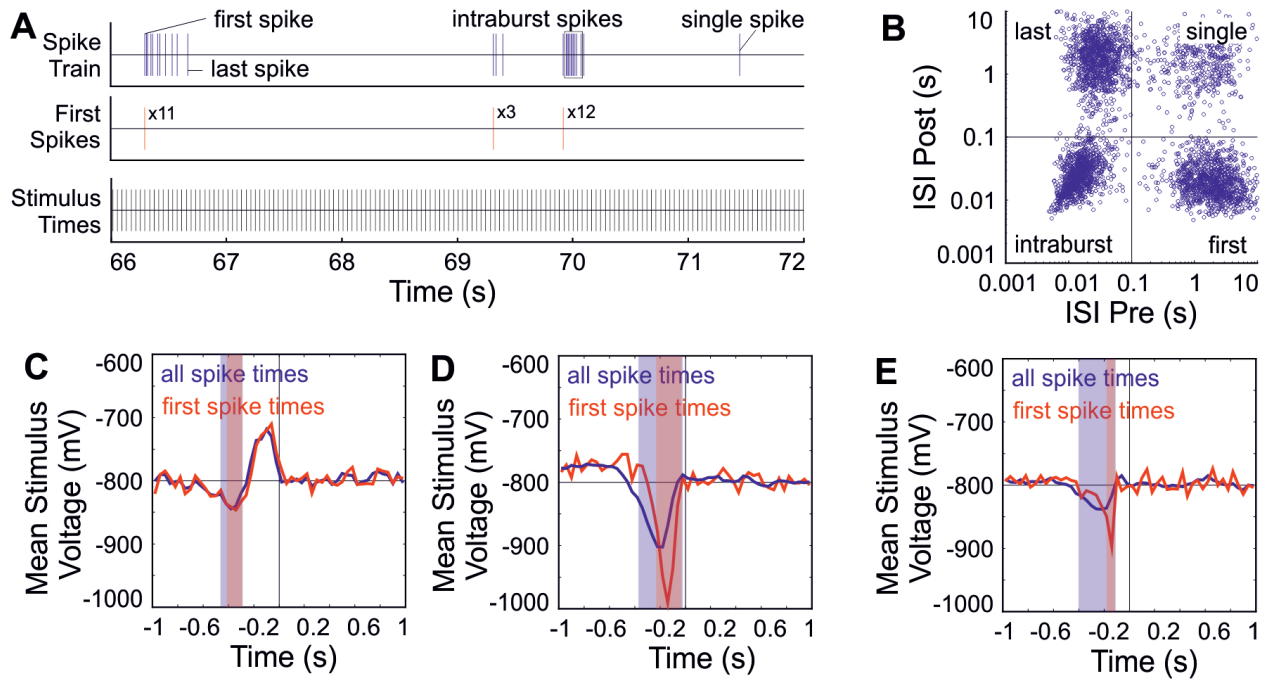 A
first spike
intraburst spikes
single spike
Spike
Train
last spike
First
Spikes
x11
x3
x12
Stimulus
Times
66 67 68 69 70 71 72
Time (s)
B
10
1
0.1
0.01
0.001
ISI Post (s)
last
single
intraburst
first
0.001 0.01 0.1 1 10
ISI Pre (s)
C
-600
-700
-800
-900
-1000
Mean Stimulus
Voltage (mV)
all spike times
first spike times
-1 -0.6 -0.2 0.2 0.6 1
Time (s)
D
-600
-700
-800
-900
-1000
Mean Stimulus
Voltage (mV)
all spike times
first spike times
-1 -0.6 -0.2 0.2 0.6 1
Time (s)
E
-600
-700
-800
-900
-1000
Mean Stimulus
Voltage (mV)
all spike times
first spike times
-1 -0.6 -0.2 0.2 0.6 1
Time (s)